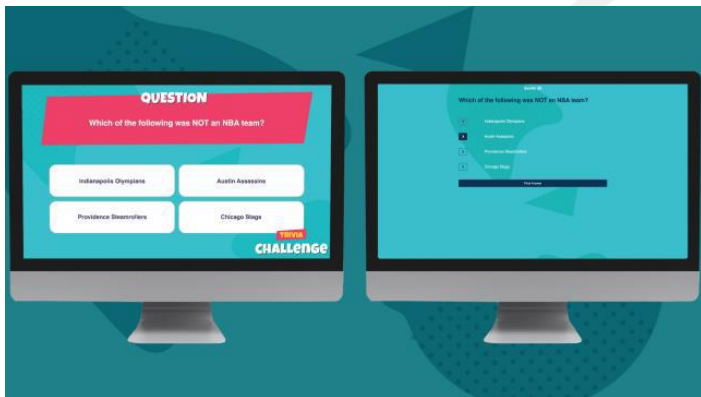 QUESTION
Which of the following was NOT an NBA team?
Indianapolis Olympians
Austin Assassins
Providence Steamrollers
Chicago Stags
TRIVIA
CHALLENGE
Which of the following was NOT an NBA team?
Indianapolis Olympians
Austin Assassins
Providence Steamrollers
Chicago Stags